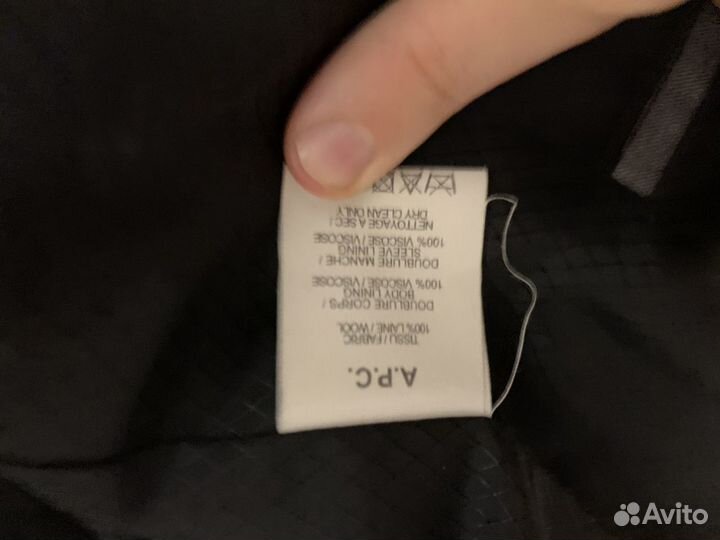 A.P.C.
TISSU / FABRIC
100% LAINE / WOOL
DOUBLURE CORPS /
BODY LINING
100% VISCOSE / VISCOSE
DOUBLURE MANCHE /
SLEEVE LINING
100% VISCOSE / VISCOSE
NETTOYAGE A SEC /
DRY CLEAN ONLY
Avito